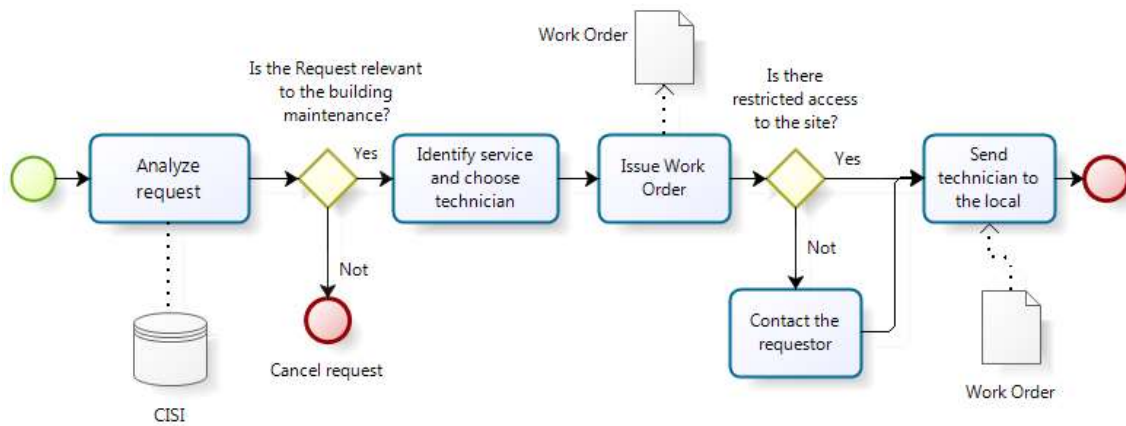 Work Order
Is the Request relevant
to the building
maintenance?
Is there
restricted access
to the site?
Analyze
request
Yes
Identify service
and choose
technician
Issue Work
Order
Yes
Send
technician to
the local
Not
Not
Cancel request
Contact the
requestor
CISI
Work Order